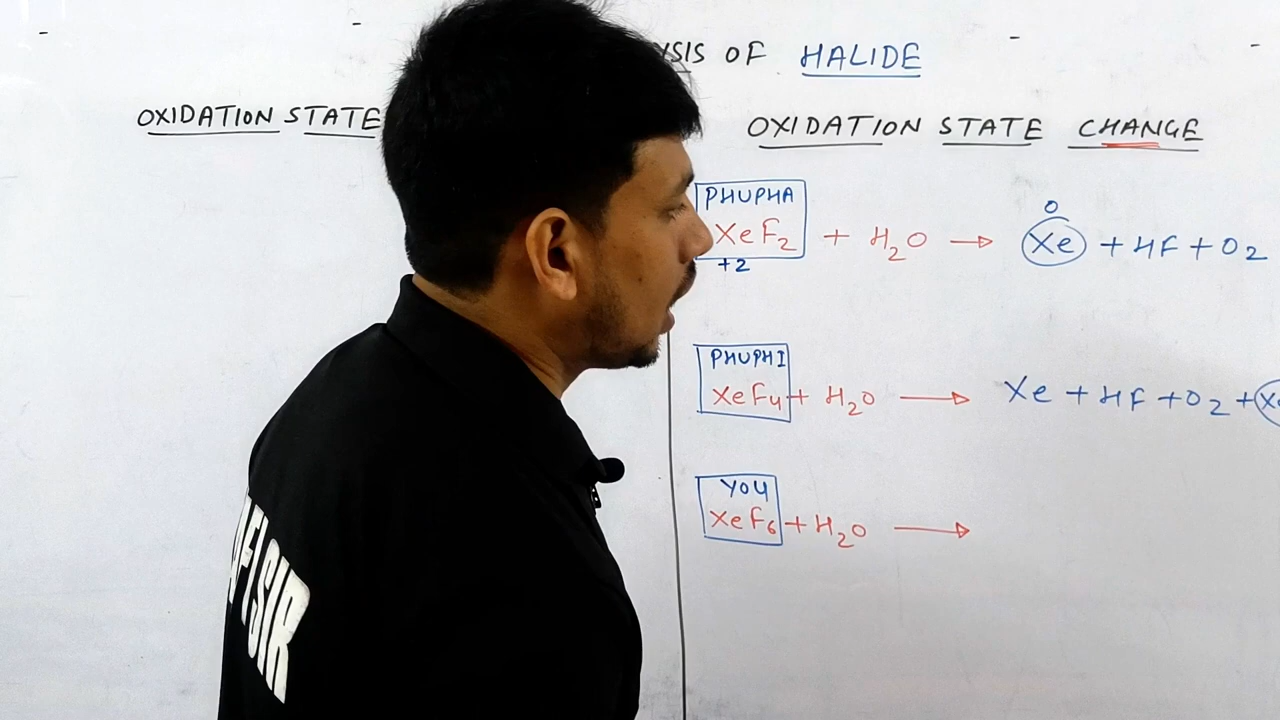 OF HALIDE
OXIDATION STATE
OXIDATION STATE CHANGE
PHUPHA
XeF2 + H2O → Xe + HF + O2
0
+2
PHUPHI
XeF4 + H2O → Xe + HF + O2 +
YOU
XeF6 + H2O →
SIR